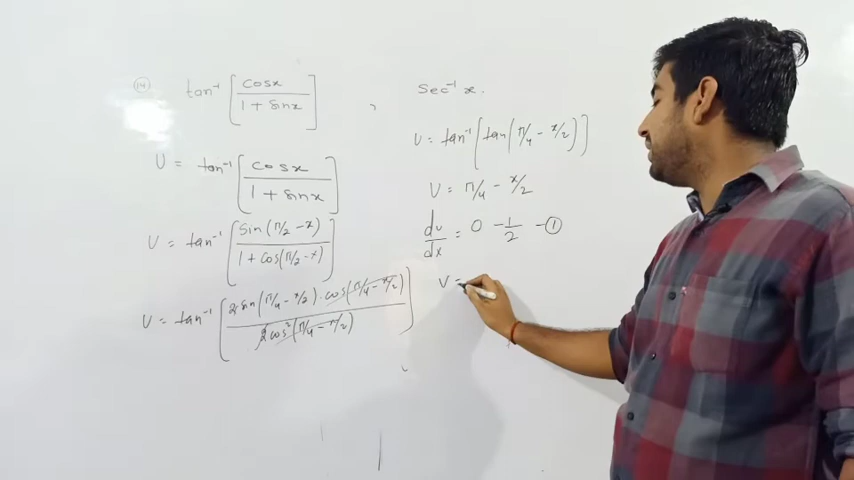 (14) tan⁻¹ [cosx / 1 + sinx] , sec⁻¹ x.
U = tan⁻¹ [cosx / 1 + sinx]
U = tan⁻¹ [sin(π/2 - x) / 1 + cos(π/2 - x)]
U = tan⁻¹ [2 sin(π/4 - x/2) · cos(π/4 - x/2) / 2cos²(π/4 - x/2)]
U = tan⁻¹ [tan(π/4 - x/2)]
U = π/4 - x/2
du/dx = 0 - 1/2 - (1)
V =